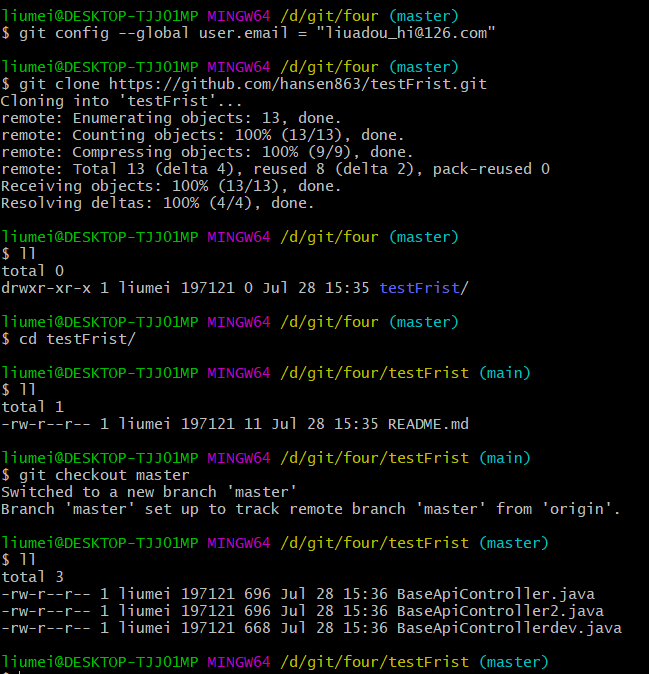 liumei@DESKTOP-TJJO1MP MINGW64 /d/git/four (master)
$ git config --global user.email = "liuadou_hi@126.com"
liumei@DESKTOP-TJJO1MP MINGW64 /d/git/four (master)
$ git clone https://github.com/hansen863/testFrist.git
Cloning into 'testFrist'...
remote: Enumerating objects: 13, done.
remote: Counting objects: 100% (13/13), done.
remote: Compressing objects: 100% (9/9), done.
remote: Total 13 (delta 4), reused 8 (delta 2), pack-reused 0
Receiving objects: 100% (13/13), done.
Resolving deltas: 100% (4/4), done.
liumei@DESKTOP-TJJO1MP MINGW64 /d/git/four (master)
$ ll
total 0
drwxr-xr-x 1 liumei 197121 0 Jul 28 15:35 testFrist/
liumei@DESKTOP-TJJO1MP MINGW64 /d/git/four (master)
$ cd testFrist/
liumei@DESKTOP-TJJO1MP MINGW64 /d/git/four/testFrist (main)
$ ll
total 1
-rw-r--r-- 1 liumei 197121 11 Jul 28 15:35 README.md
liumei@DESKTOP-TJJO1MP MINGW64 /d/git/four/testFrist (main)
$ git checkout master
Switched to a new branch 'master'
Branch 'master' set up to track remote branch 'master' from 'origin'.
liumei@DESKTOP-TJJO1MP MINGW64 /d/git/four/testFrist (master)
$ ll
total 3
-rw-r--r-- 1 liumei 197121 696 Jul 28 15:36 BaseApiController.java
-rw-r--r-- 1 liumei 197121 696 Jul 28 15:36 BaseApiController2.java
-rw-r--r-- 1 liumei 197121 668 Jul 28 15:36 BaseApiControllerdev.java
liumei@DESKTOP-TJJO1MP MINGW64 /d/git/four/testFrist (master)